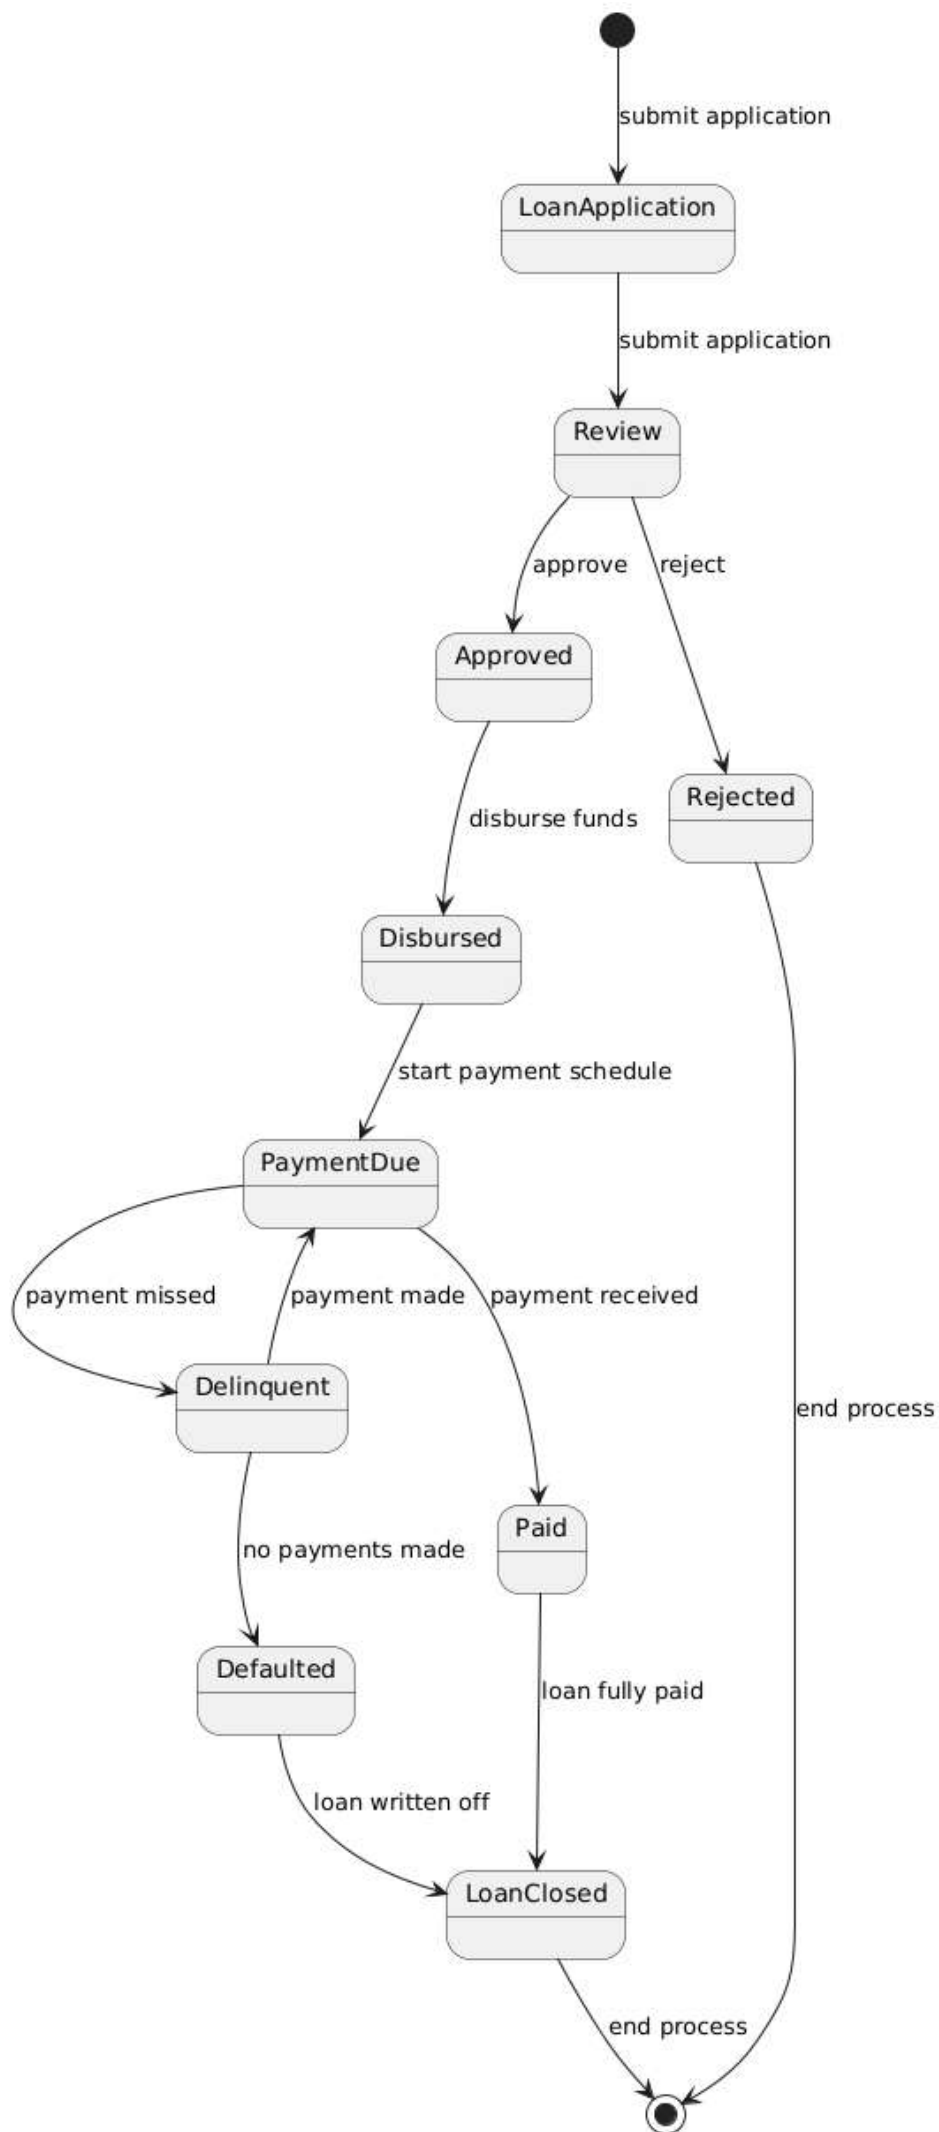 submit application
LoanApplication
submit application
Review
approve
reject
Approved
Rejected
disburse funds
Disbursed
start payment schedule
PaymentDue
payment missed
payment made
payment received
Delinquent
end process
Paid
no payments made
Defaulted
loan fully paid
loan written off
LoanClosed
end process